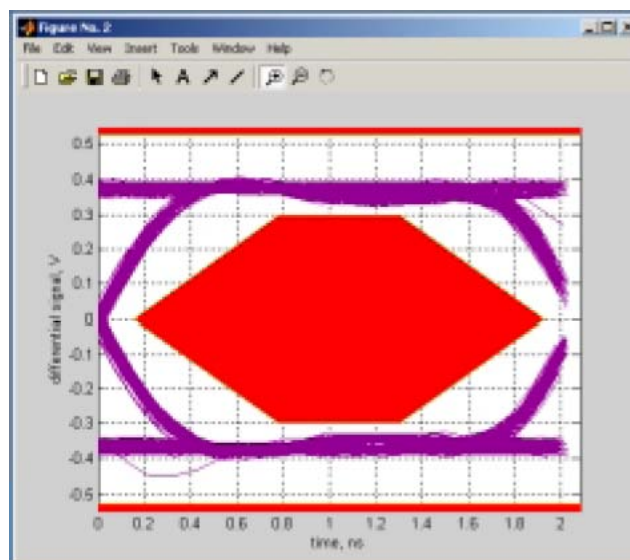 Figure No. 2
File Edit View Insert Tools Window Help
A
0.5
0.4
0.3
0.2
0.1
0
-0.1
-0.2
-0.3
-0.4
-0.5
differential signal, V
0 0.2 0.4 0.6 0.8 1 1.2 1.4 1.6 1.8 2
time, ns